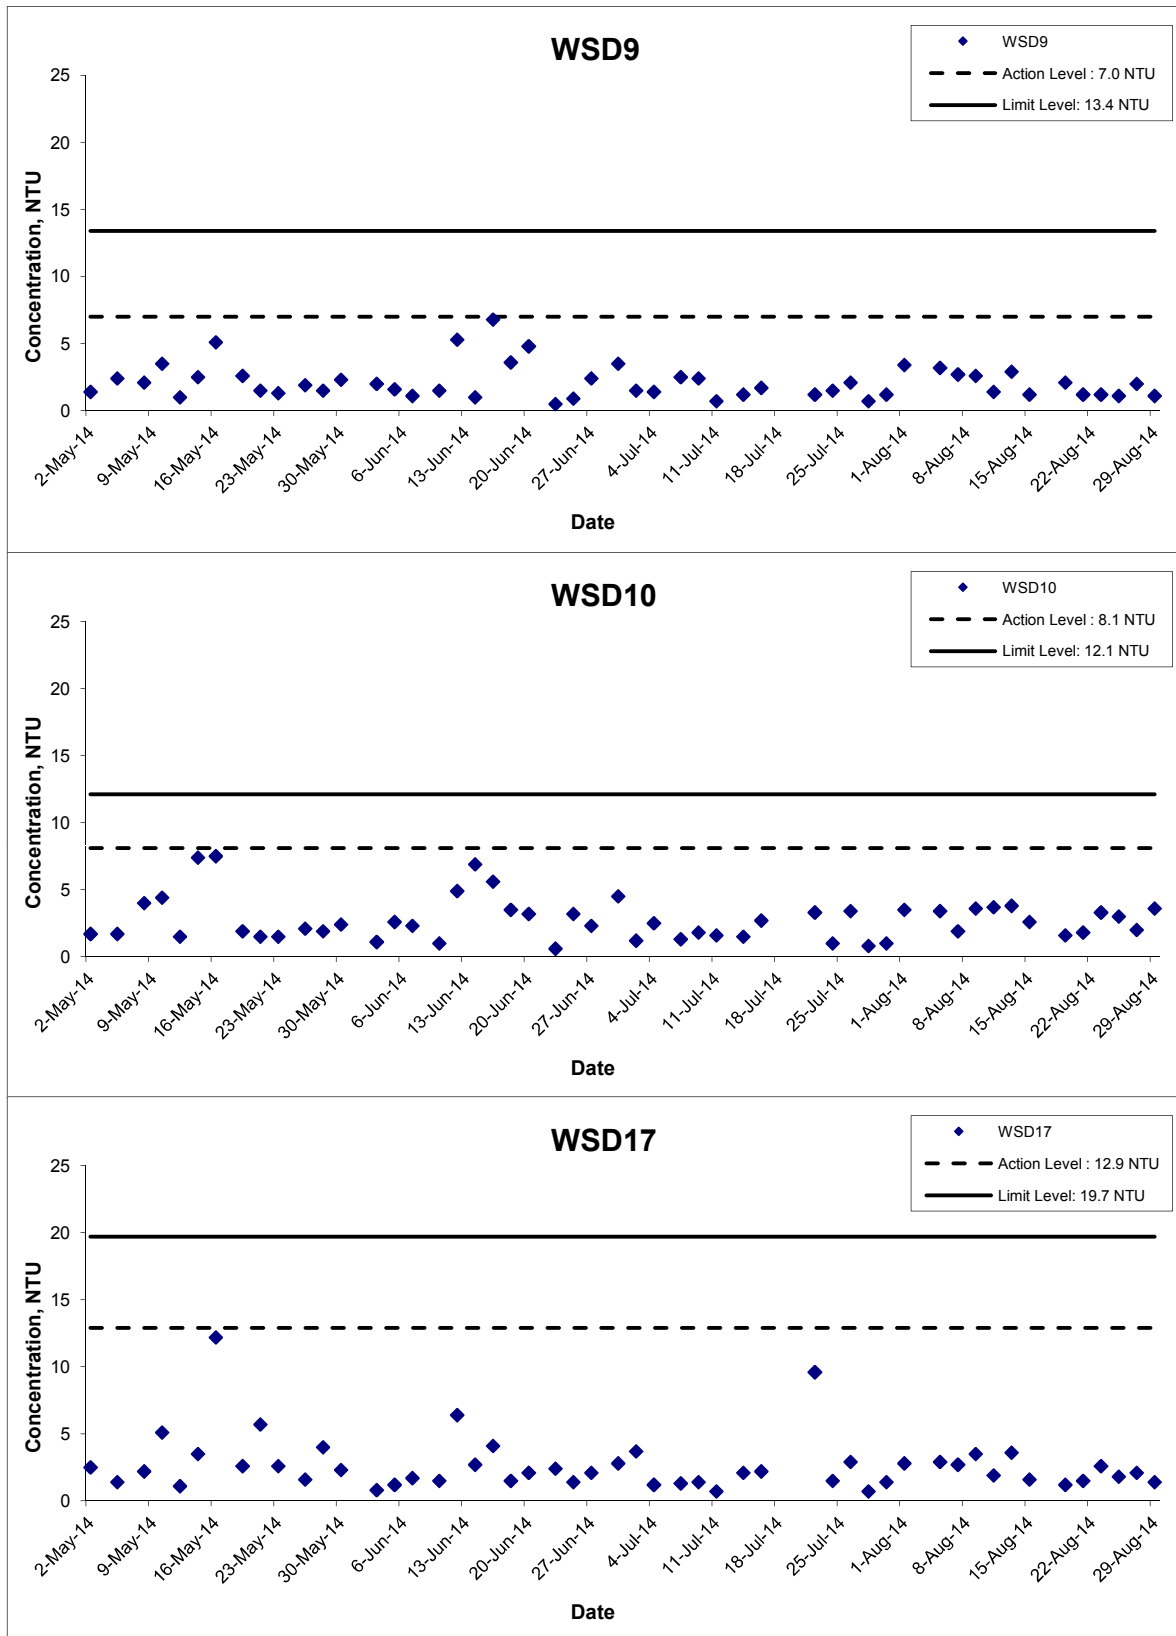 WSD9
WSD9
Action Level : 7.0 NTU
Limit Level: 13.4 NTU
Concentration, NTU
25
20
15
10
5
0
2-May-14
9-May-14
16-May-14
23-May-14
30-May-14
6-Jun-14
13-Jun-14
20-Jun-14
27-Jun-14
4-Jul-14
11-Jul-14
18-Jul-14
25-Jul-14
1-Aug-14
8-Aug-14
15-Aug-14
22-Aug-14
29-Aug-14
Date
WSD10
WSD10
Action Level : 8.1 NTU
Limit Level: 12.1 NTU
Concentration, NTU
25
20
15
10
5
0
2-May-14
9-May-14
16-May-14
23-May-14
30-May-14
6-Jun-14
13-Jun-14
20-Jun-14
27-Jun-14
4-Jul-14
11-Jul-14
18-Jul-14
25-Jul-14
1-Aug-14
8-Aug-14
15-Aug-14
22-Aug-14
29-Aug-14
Date
WSD17
WSD17
Action Level : 12.9 NTU
Limit Level: 19.7 NTU
Concentration, NTU
25
20
15
10
5
0
2-May-14
9-May-14
16-May-14
23-May-14
30-May-14
6-Jun-14
13-Jun-14
20-Jun-14
27-Jun-14
4-Jul-14
11-Jul-14
18-Jul-14
25-Jul-14
1-Aug-14
8-Aug-14
15-Aug-14
22-Aug-14
29-Aug-14
Date